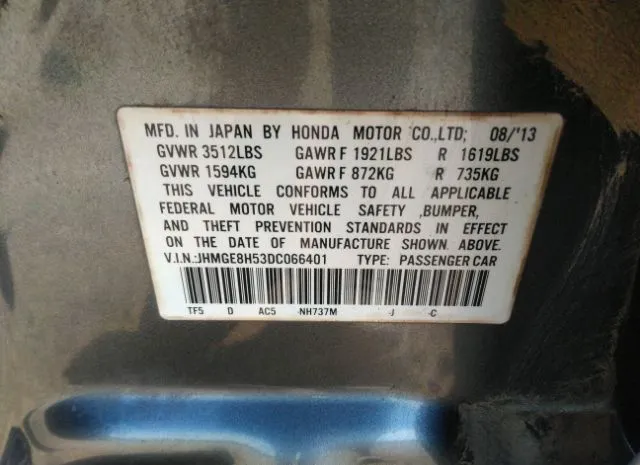 MFD. IN JAPAN BY HONDA MOTOR CO.,LTD; 08/'13
GVWR 3512LBS GAWR F 1921LBS R 1619LBS
GVWR 1594KG GAWR F 872KG R 735KG
THIS VEHICLE CONFORMS TO ALL APPLICABLE
FEDERAL MOTOR VEHICLE SAFETY ,BUMPER,
AND THEFT PREVENTION STANDARDS IN EFFECT
ON THE DATE OF MANUFACTURE SHOWN ABOVE.
V.I.N.:JHMGE8H53DC066401 TYPE: PASSENGER CAR
TF5 D AC5 -NH737M -J -C